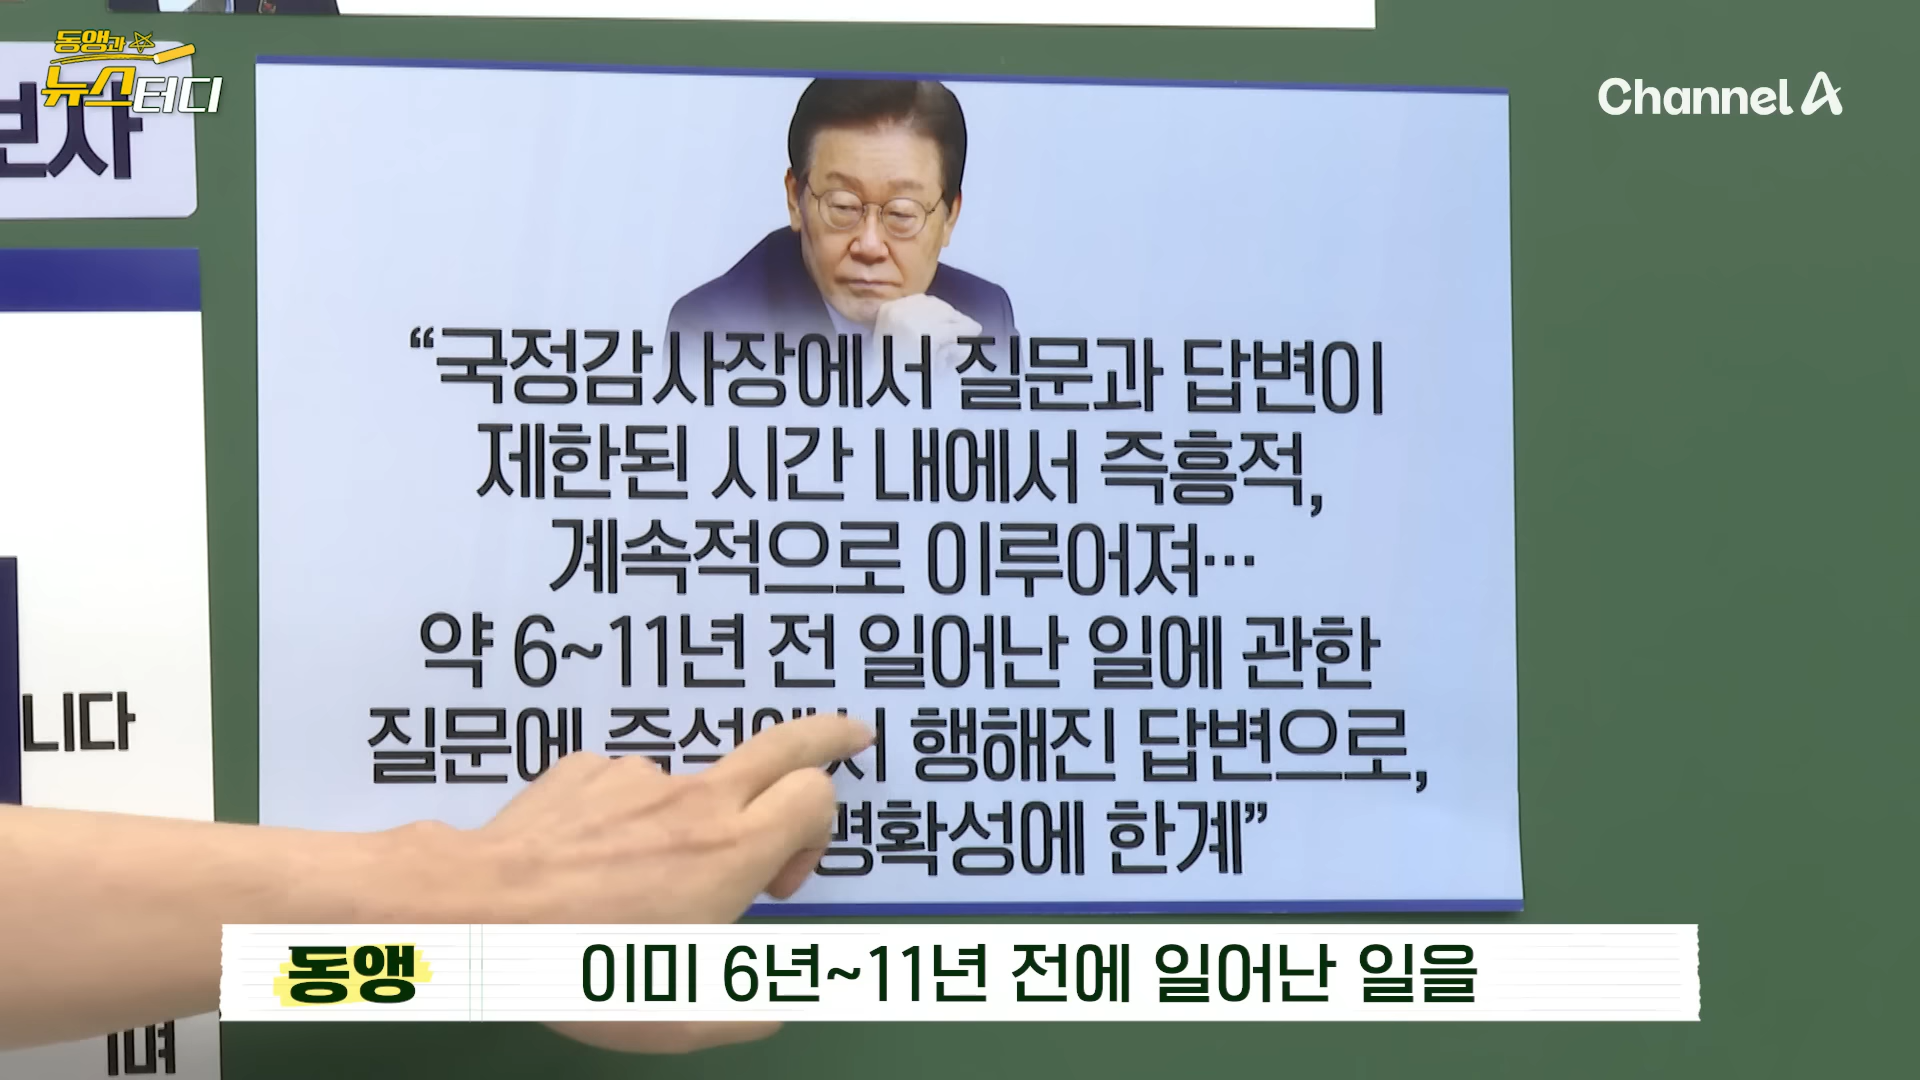 동앵과
뉴스터디
Channel A
보사
“국정감사장에서 질문과 답변이
제한된 시간 내에서 즉흥적,
계속적으로 이루어져…
약 6~11년 전 일어난 일에 관한
질문에 행해진 답변으로,
명확성에 한계”
니다
며
동앵
이미 6년~11년 전에 일어난 일을